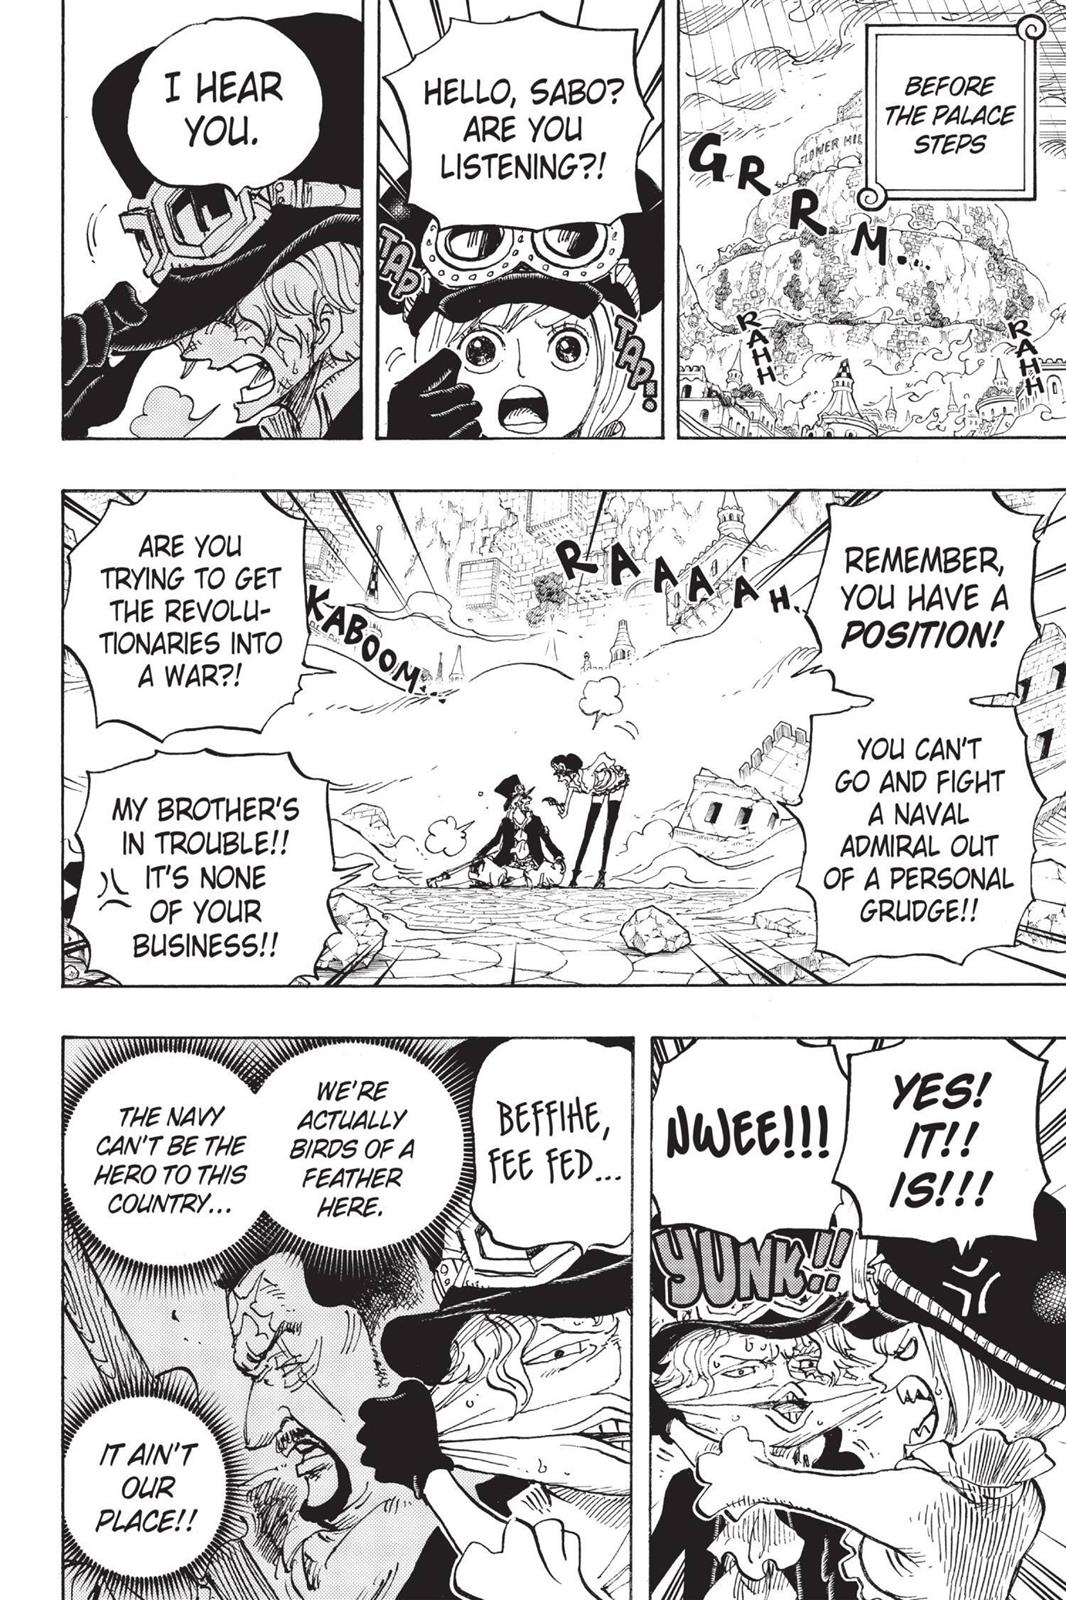 BEFORE
THE PALACE
STEPS
FLOWER HIL
GRRM....
RAHH
RAHH
HELLO, SABO?
ARE YOU
LISTENING?!
TAP
TAP!
I HEAR
YOU.
REMEMBER,
YOU HAVE A
POSITION!
YOU CAN'T
GO AND FIGHT
A NAVAL
ADMIRAL OUT
OF A PERSONAL
GRUDGE!!
RAAAAH..
KABOOM...
ARE YOU
TRYING TO GET
THE REVOLU-
TIONARIES INTO
A WAR?!
MY BROTHER'S
IN TROUBLE!!
IT'S NONE
OF YOUR
BUSINESS!!
YES!
IT!!
IS!!!
NWEE!!!
YUNK!!
BEFFIHE,
FEE FED...
WE'RE
ACTUALLY
BIRDS OF A
FEATHER
HERE.
THE NAVY
CAN'T BE THE
HERO TO THIS
COUNTRY...
IT AIN'T
OUR
PLACE!!